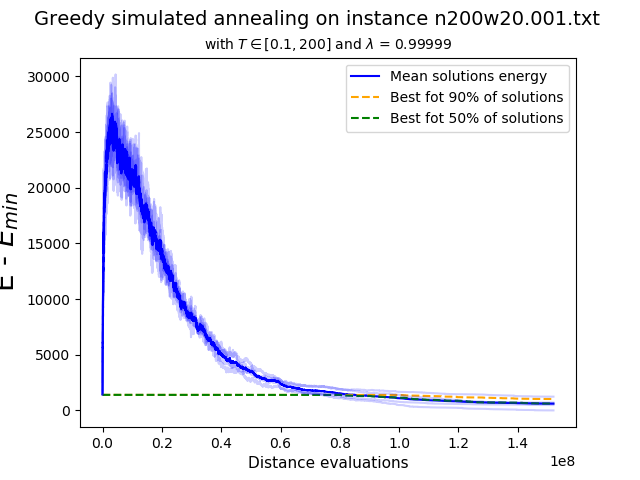 Greedy simulated annealing on instance n200w20.001.txt
with T ∈ [0.1, 200] and λ = 0.99999
Mean solutions energy
Best fot 90% of solutions
Best fot 50% of solutions
E - E_min
30000
25000
20000
15000
10000
5000
0
0.0 0.2 0.4 0.6 0.8 1.0 1.2 1.4
1e8
Distance evaluations